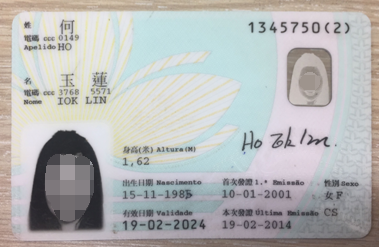 姓 何 1345750(2)
電碼 ccc 0149
Apelido HO
名 玉 蓮
電碼 ccc 3768 5571
Nome IOK LIN
身高(米) Altura(M)
1,62 Ho Iok Lin.
出生日期 Nascimento 首次發證 1.ª Emissão 性別 Sexo
15-11-1985 10-01-2001 女 F
有效日期 Validade 本次發證 Última Emissão CS
19-02-2024 19-02-2014